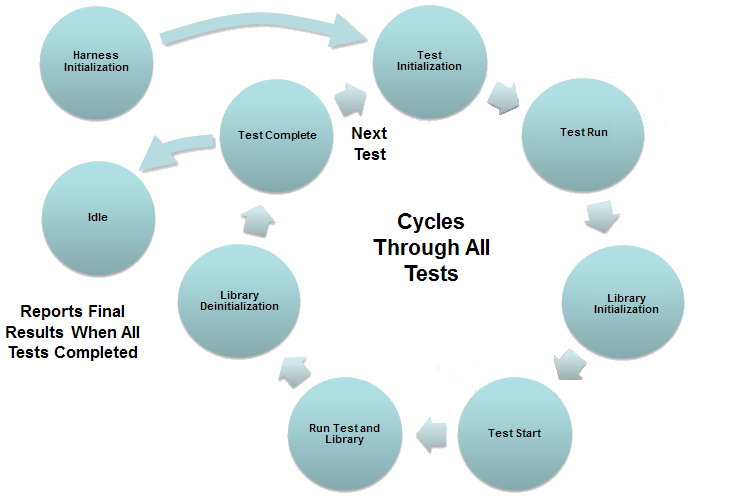 Harness
Initialization
Test
Initialization
Test Complete
Next
Test
Test Run
Idle
Cycles
Through All
Tests
Library
Deinitialization
Library
Initialization
Reports Final
Results When All
Tests Completed
Run Test and
Library
Test Start